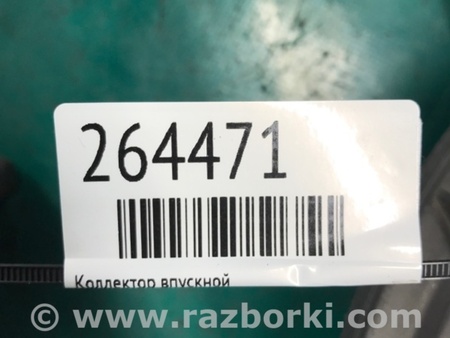 264471
Коллектор впускной
© www.razborki.com